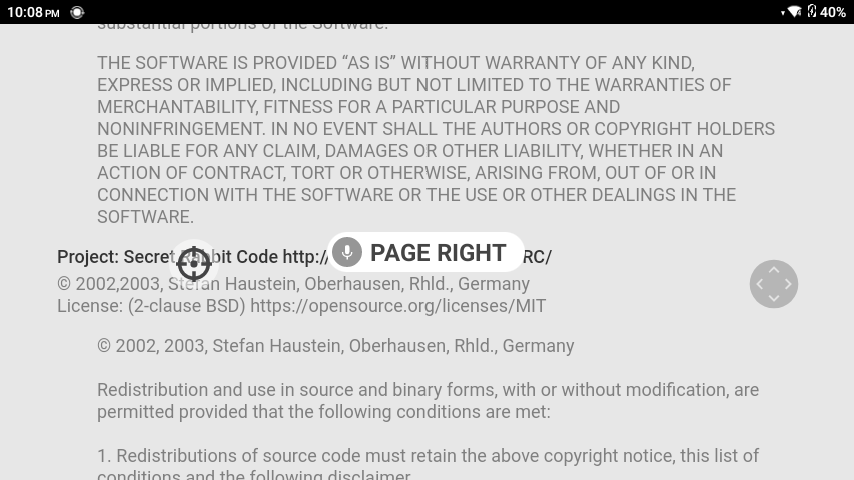 10:08 PM
40%
substantial portions of the Software.
THE SOFTWARE IS PROVIDED “AS IS” WITHOUT WARRANTY OF ANY KIND,
EXPRESS OR IMPLIED, INCLUDING BUT NOT LIMITED TO THE WARRANTIES OF
MERCHANTABILITY, FITNESS FOR A PARTICULAR PURPOSE AND
NONINFRINGEMENT. IN NO EVENT SHALL THE AUTHORS OR COPYRIGHT HOLDERS
BE LIABLE FOR ANY CLAIM, DAMAGES OR OTHER LIABILITY, WHETHER IN AN
ACTION OF CONTRACT, TORT OR OTHERWISE, ARISING FROM, OUT OF OR IN
CONNECTION WITH THE SOFTWARE OR THE USE OR OTHER DEALINGS IN THE
SOFTWARE.
Project: Secret Rabbit Code http:// RC/
PAGE RIGHT
© 2002,2003, Stefan Haustein, Oberhausen, Rhld., Germany
License: (2-clause BSD) https://opensource.org/licenses/MIT
© 2002, 2003, Stefan Haustein, Oberhausen, Rhld., Germany
Redistribution and use in source and binary forms, with or without modification, are
permitted provided that the following conditions are met:
1. Redistributions of source code must retain the above copyright notice, this list of
conditions and the following disclaimer.